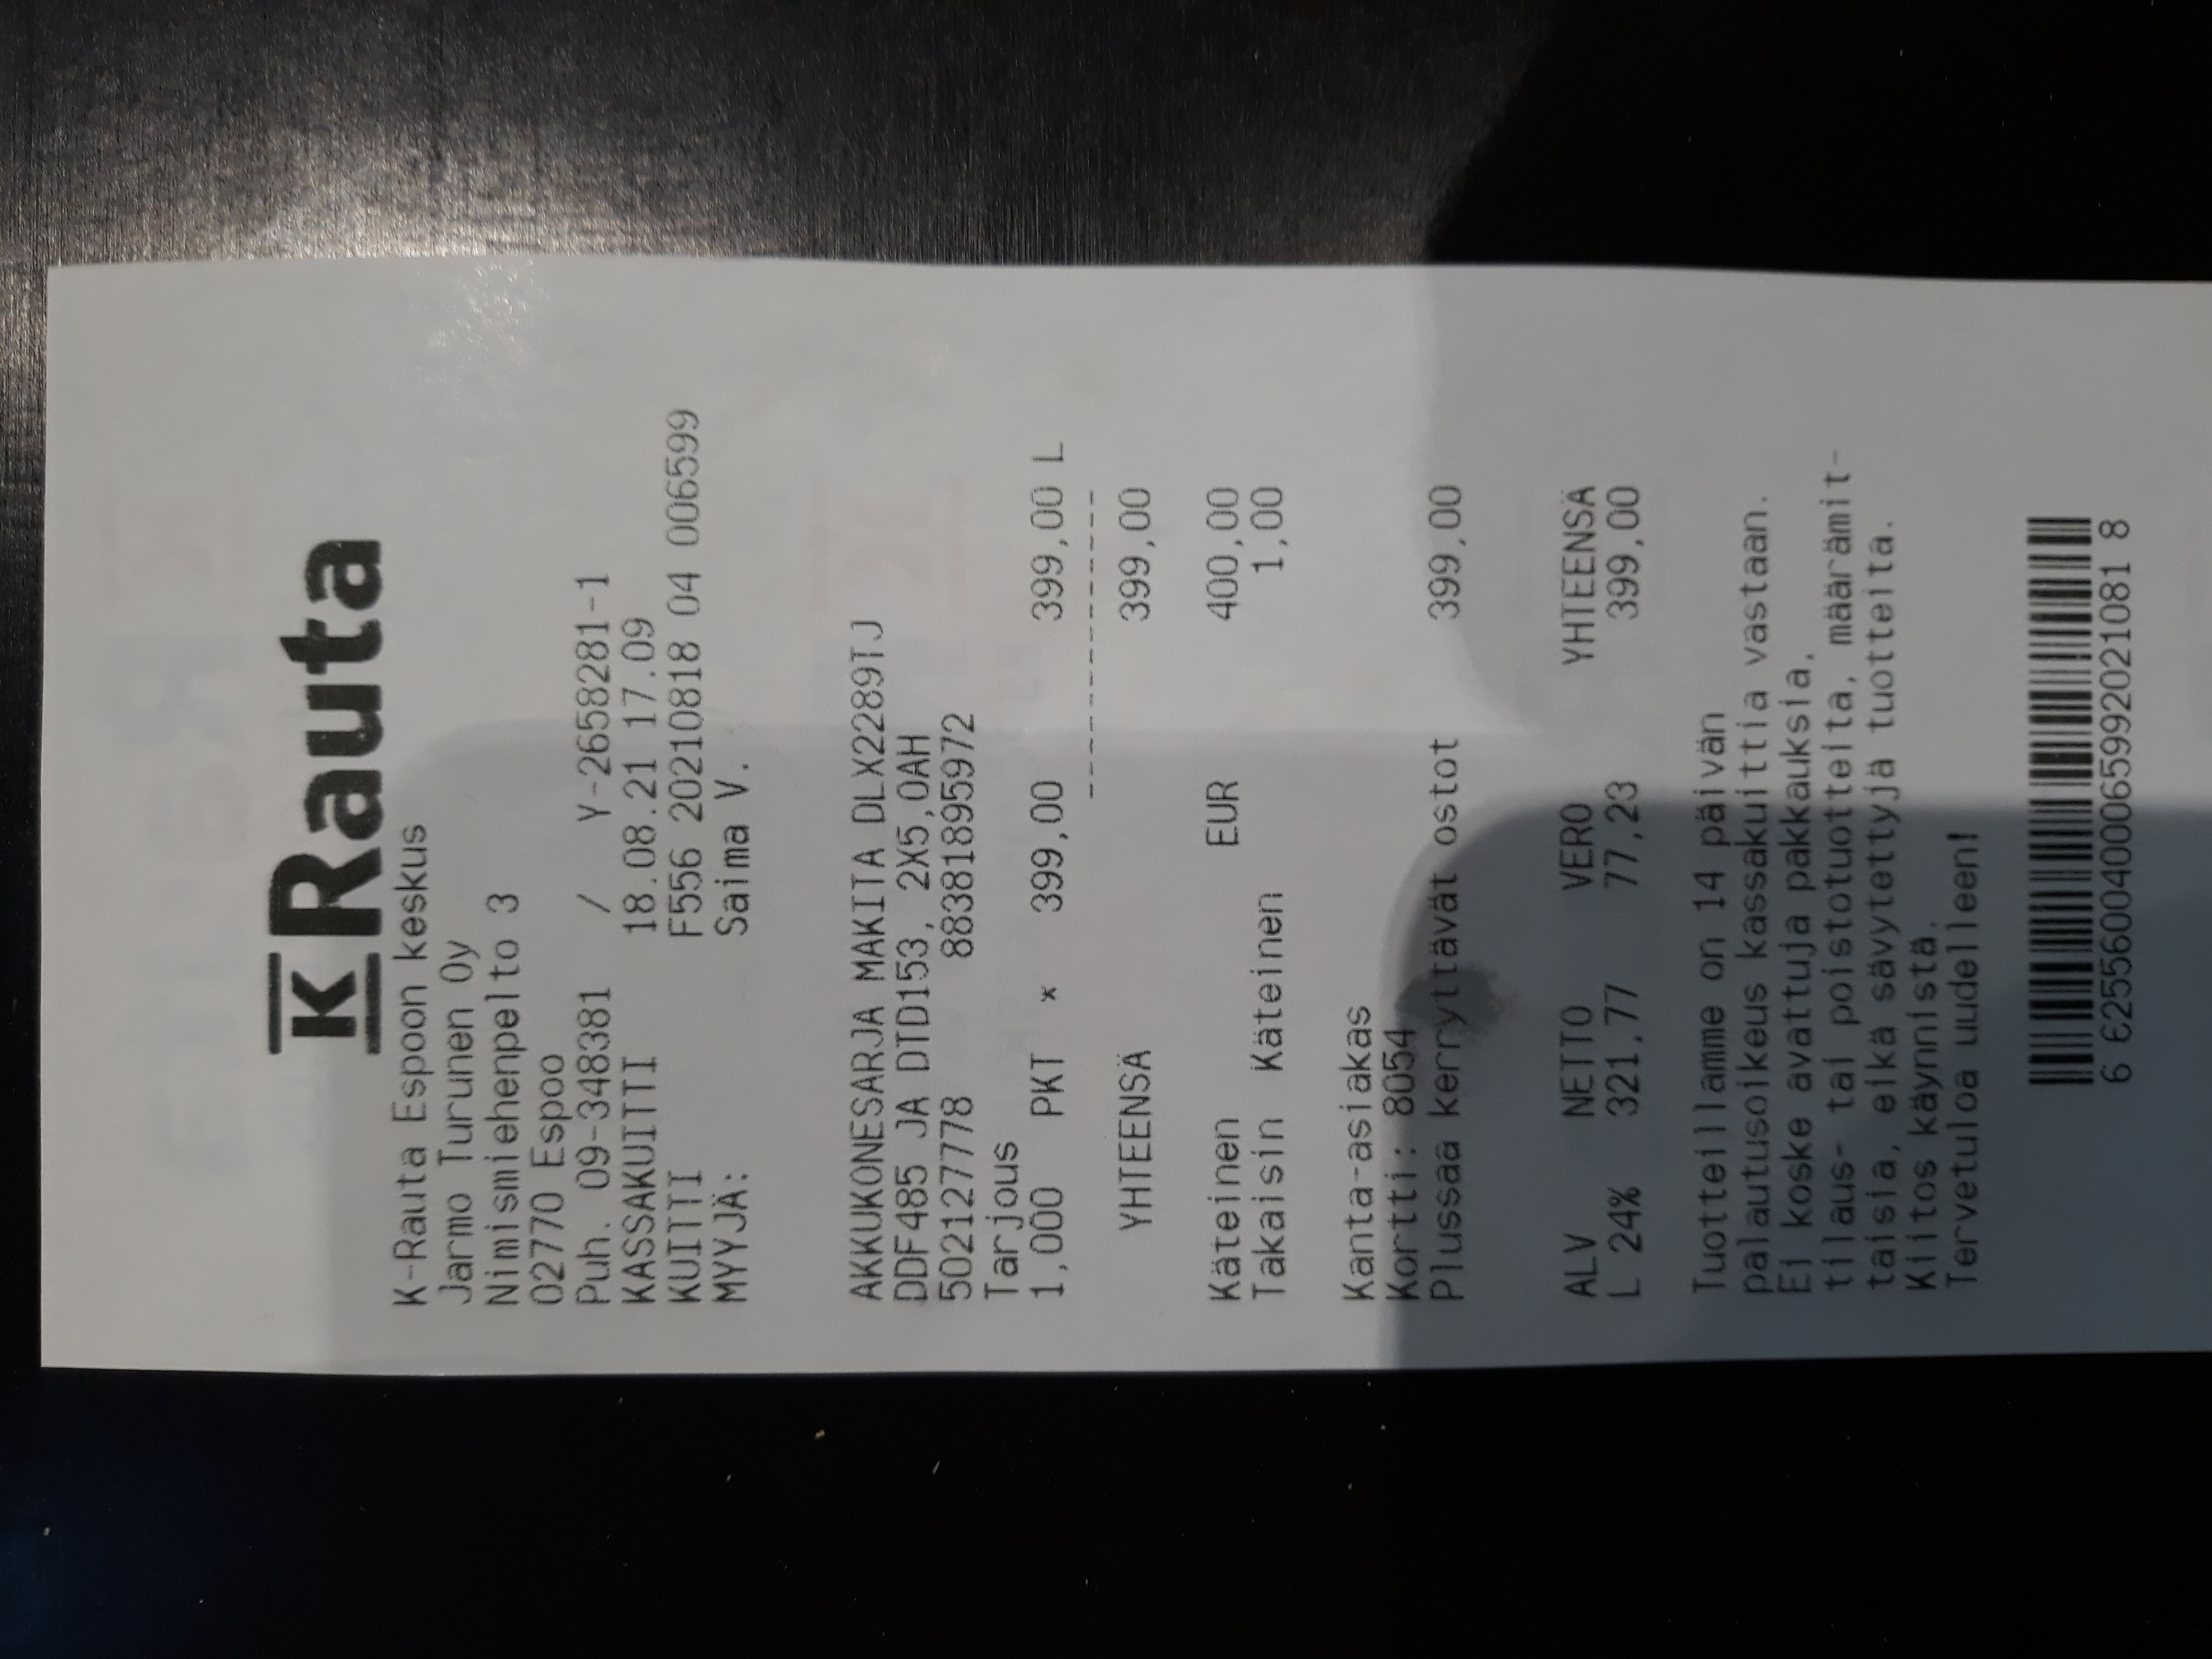 K Rauta
K-Rauta Espoon keskus
Jarmo Turunen Oy
Nimismiehenpelto 3
02770 Espoo
Puh. 09-348381 / Y-2658281-1
KASSAKUITTI 18.08.21 17.09
KUITTI F556 20210818 04 006599
MYYJÄ: Saima V.
AKKUKONESARJA MAKITA DLX2289TJ
DDF485 JA DTD153, 2X5,0AH
502127778 88381895972
Tarjous
1,000 PKT * 399,00 399,00 L
--------------------
YHTEENSÄ 399,00
Käteinen EUR 400,00
Takaisin Käteinen 1,00
Kanta-asiakas
Kortti: 8054
Plussaa kerryttävät ostot 399,00
ALV NETTO VERO YHTEENSÄ
L 24% 321,77 77,23 399,00
Tuotteillamme on 14 päivän
palautusoikeus kassakuittia vastaan.
Ei koske avattuja pakkauksia,
tilaus- tai poistotuotteita, määrämit-
taisia, eikä sävytettyjä tuotteita.
Kiitos käynnistä.
Tervetuloa uudelleen!
6 6255600400065992021081 8